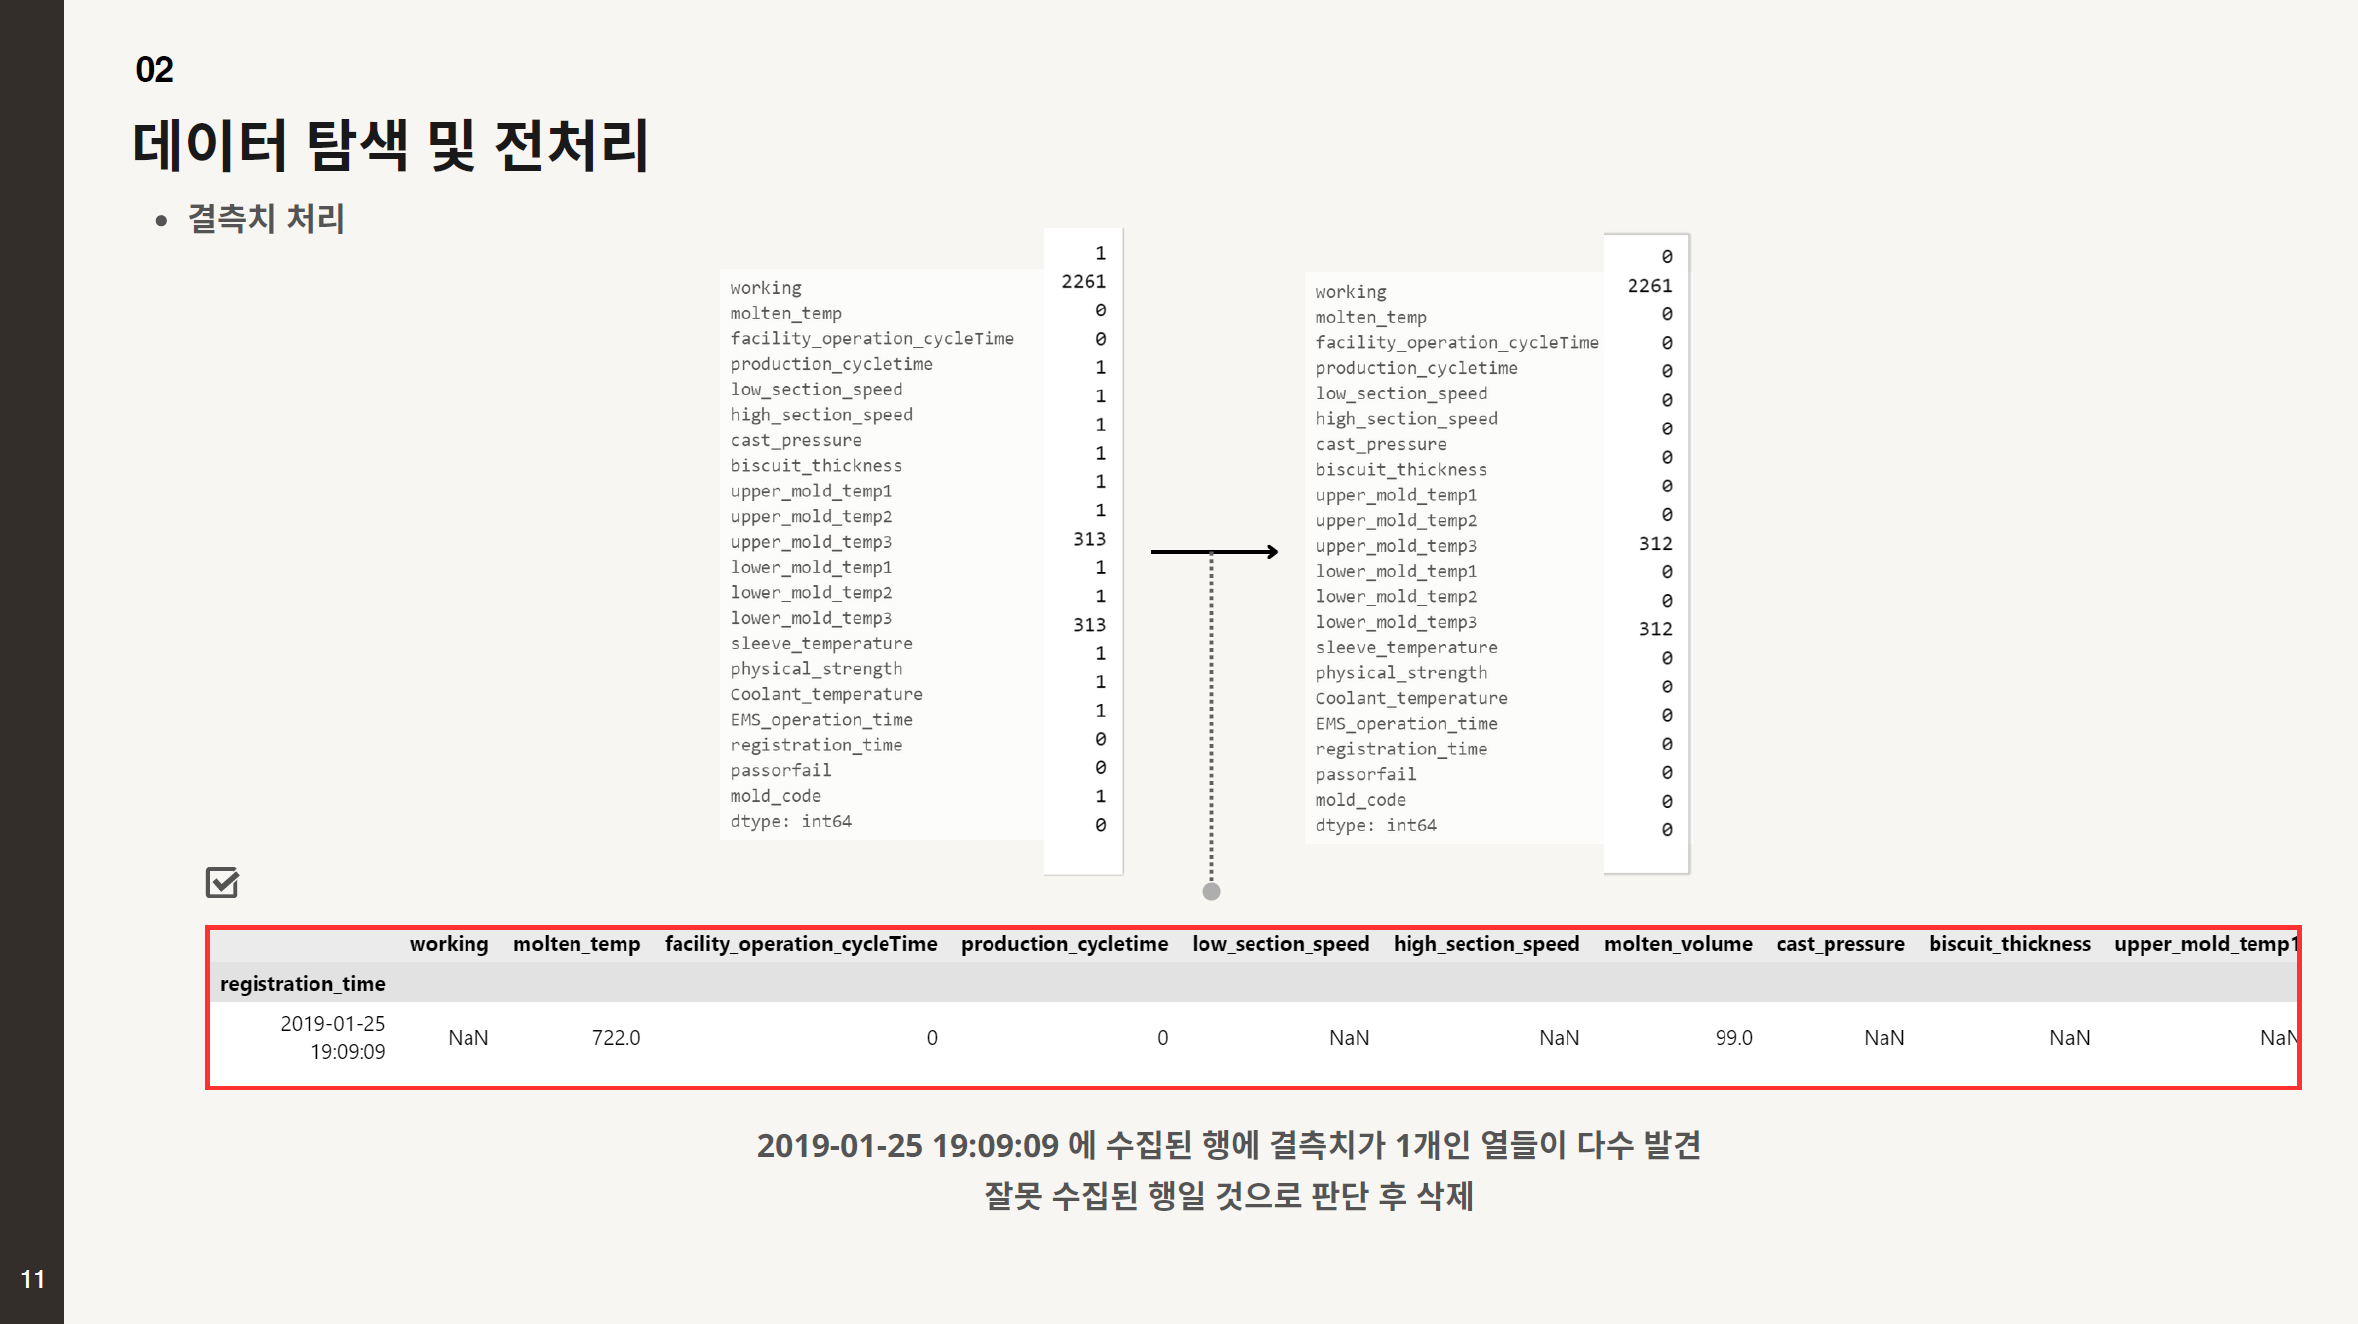 02
데이터 탐색 및 전처리
• 결측치 처리
working
molten_temp
facility_operation_cycleTime
production_cycletime
low_section_speed
high_section_speed
cast_pressure
biscuit_thickness
upper_mold_temp1
upper_mold_temp2
upper_mold_temp3
lower_mold_temp1
lower_mold_temp2
lower_mold_temp3
sleeve_temperature
physical_strength
Coolant_temperature
EMS_operation_time
registration_time
passorfail
mold_code
dtype: int64
1
2261
0
0
1
1
1
1
1
1
313
1
1
313
1
1
1
0
0
1
0
working
molten_temp
facility_operation_cycleTime
production_cycletime
low_section_speed
high_section_speed
cast_pressure
biscuit_thickness
upper_mold_temp1
upper_mold_temp2
upper_mold_temp3
lower_mold_temp1
lower_mold_temp2
lower_mold_temp3
sleeve_temperature
physical_strength
Coolant_temperature
EMS_operation_time
registration_time
passorfail
mold_code
dtype: int64
0
2261
0
0
0
0
0
0
0
0
312
0
0
312
0
0
0
0
0
0
0
working molten_temp facility_operation_cycleTime production_cycletime low_section_speed high_section_speed molten_volume cast_pressure biscuit_thickness upper_mold_temp1
registration_time
2019-01-25
19:09:09
NaN 722.0 0 0 NaN NaN 99.0 NaN NaN NaN
2019-01-25 19:09:09 에 수집된 행에 결측치가 1개인 열들이 다수 발견
잘못 수집된 행일 것으로 판단 후 삭제
11